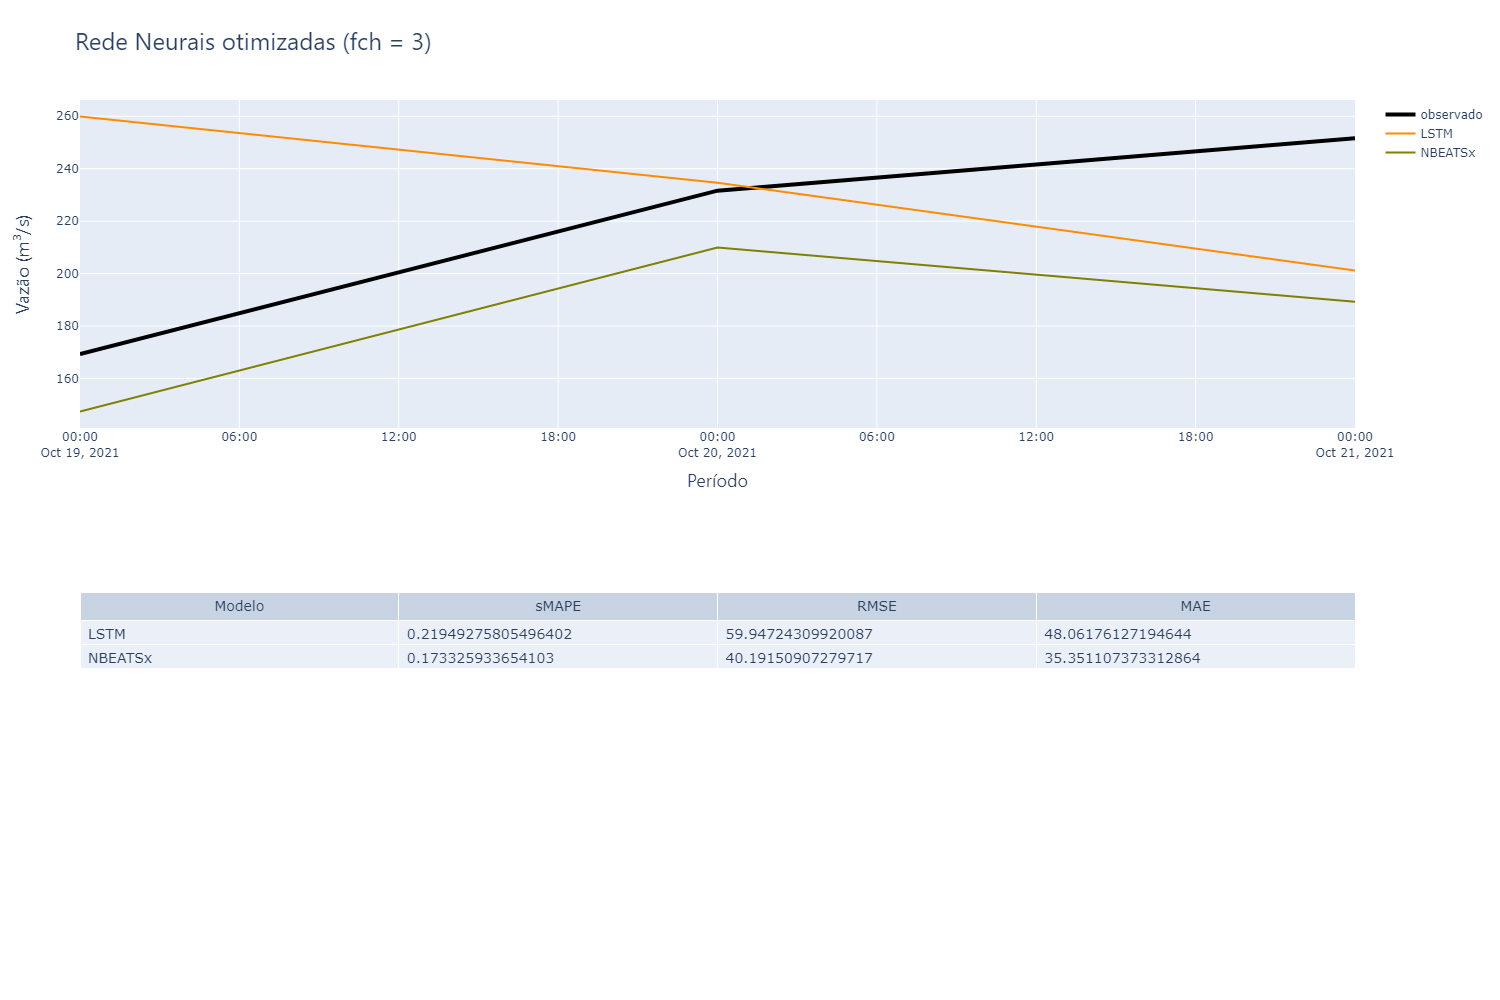 Rede Neurais otimizadas (fch = 3)
observado
LSTM
NBEATSx
Vazão (m³/s)
260
240
220
200
180
160
00:00 06:00 12:00 18:00 00:00 06:00 12:00 18:00 00:00
Oct 19, 2021 Oct 20, 2021 Oct 21, 2021
Período
Modelo sMAPE RMSE MAE
LSTM 0.21949275805496402 59.94724309920087 48.06176127194644
NBEATSx 0.173325933654103 40.19150907279717 35.351107373312864